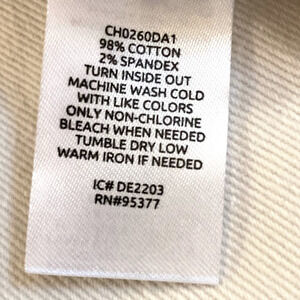 CH0260DA1
98% COTTON
2% SPANDEX
TURN INSIDE OUT
MACHINE WASH COLD
WITH LIKE COLORS
ONLY NON-CHLORINE
BLEACH WHEN NEEDED
TUMBLE DRY LOW
WARM IRON IF NEEDED
IC# DE2203
RN#95377